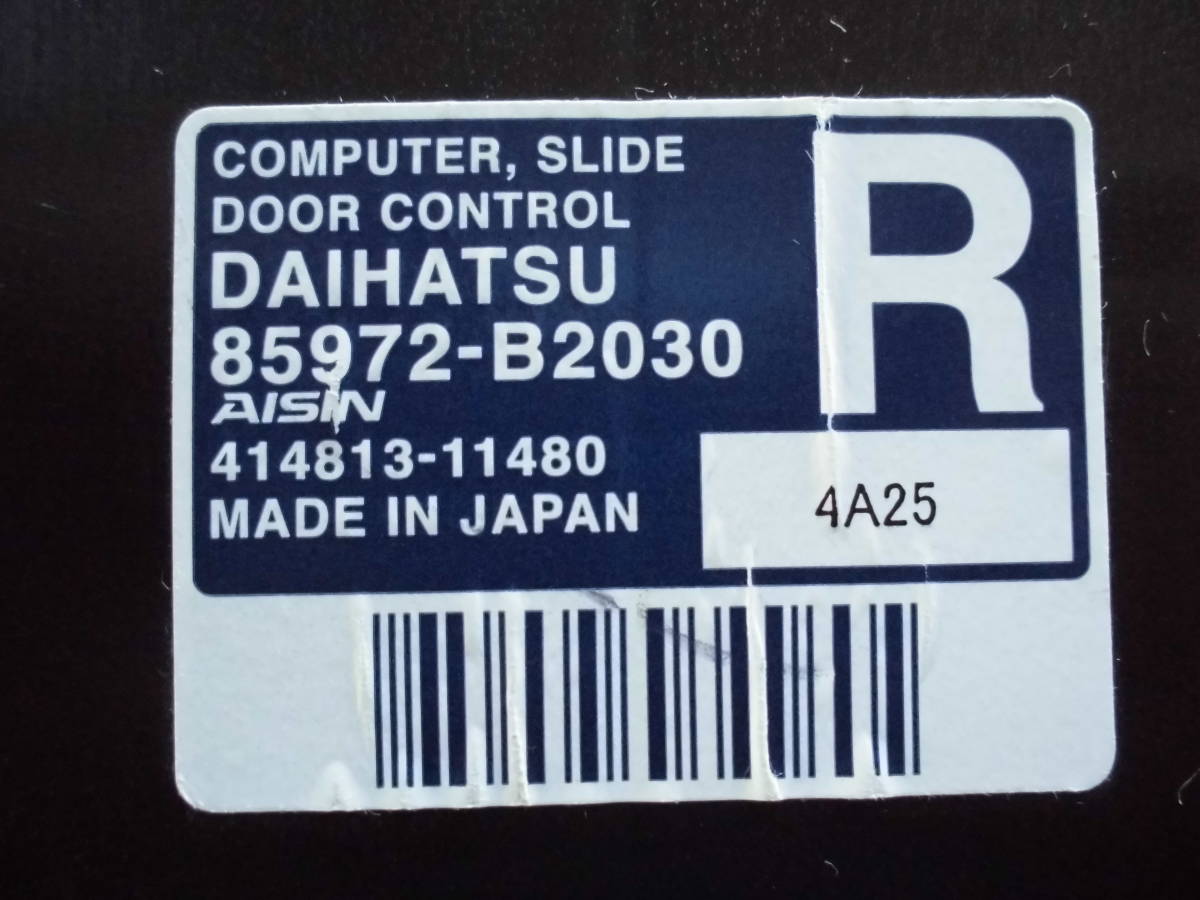 COMPUTER, SLIDE
DOOR CONTROL
DAIHATSU
85972-B2030
AISIN
414813-11480
MADE IN JAPAN
R
4A25